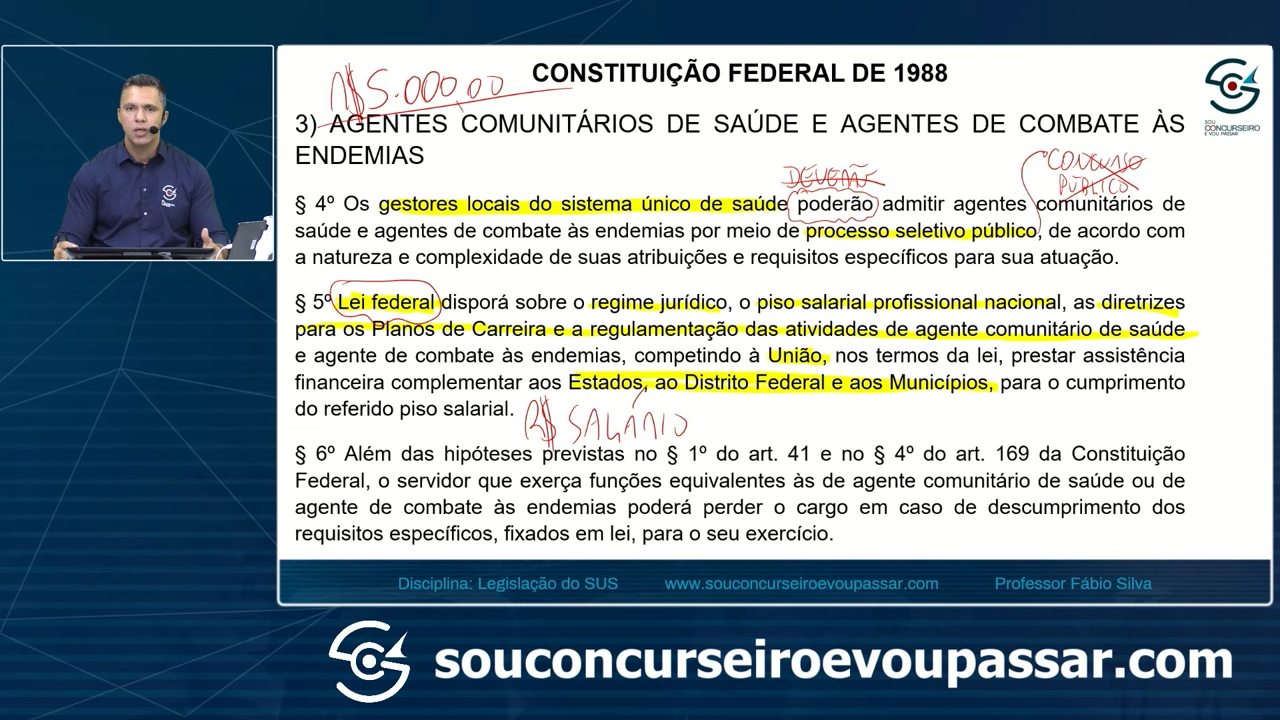 CONSTITUIÇÃO FEDERAL DE 1988
R$5.000,00
3) AGENTES COMUNITÁRIOS DE SAÚDE E AGENTES DE COMBATE ÀS
ENDEMIAS
SOU
CONCURSEIRO
E VOU PASSAR
CONCURSO
PÚBLICO
DEVERÃO
§ 4º Os gestores locais do sistema único de saúde poderão admitir agentes comunitários de
saúde e agentes de combate às endemias por meio de processo seletivo público, de acordo com
a natureza e complexidade de suas atribuições e requisitos específicos para sua atuação.
§ 5º Lei federal disporá sobre o regime jurídico, o piso salarial profissional nacional, as diretrizes
para os Planos de Carreira e a regulamentação das atividades de agente comunitário de saúde
e agente de combate às endemias, competindo à União, nos termos da lei, prestar assistência
financeira complementar aos Estados, ao Distrito Federal e aos Municípios, para o cumprimento
do referido piso salarial.
R$ SALÁRIO
§ 6º Além das hipóteses previstas no § 1º do art. 41 e no § 4º do art. 169 da Constituição
Federal, o servidor que exerça funções equivalentes às de agente comunitário de saúde ou de
agente de combate às endemias poderá perder o cargo em caso de descumprimento dos
requisitos específicos, fixados em lei, para o seu exercício.
Disciplina: Legislação do SUS www.souconcurseiroevoupassar.com Professor Fábio Silva
souconcurseiroevoupassar.com